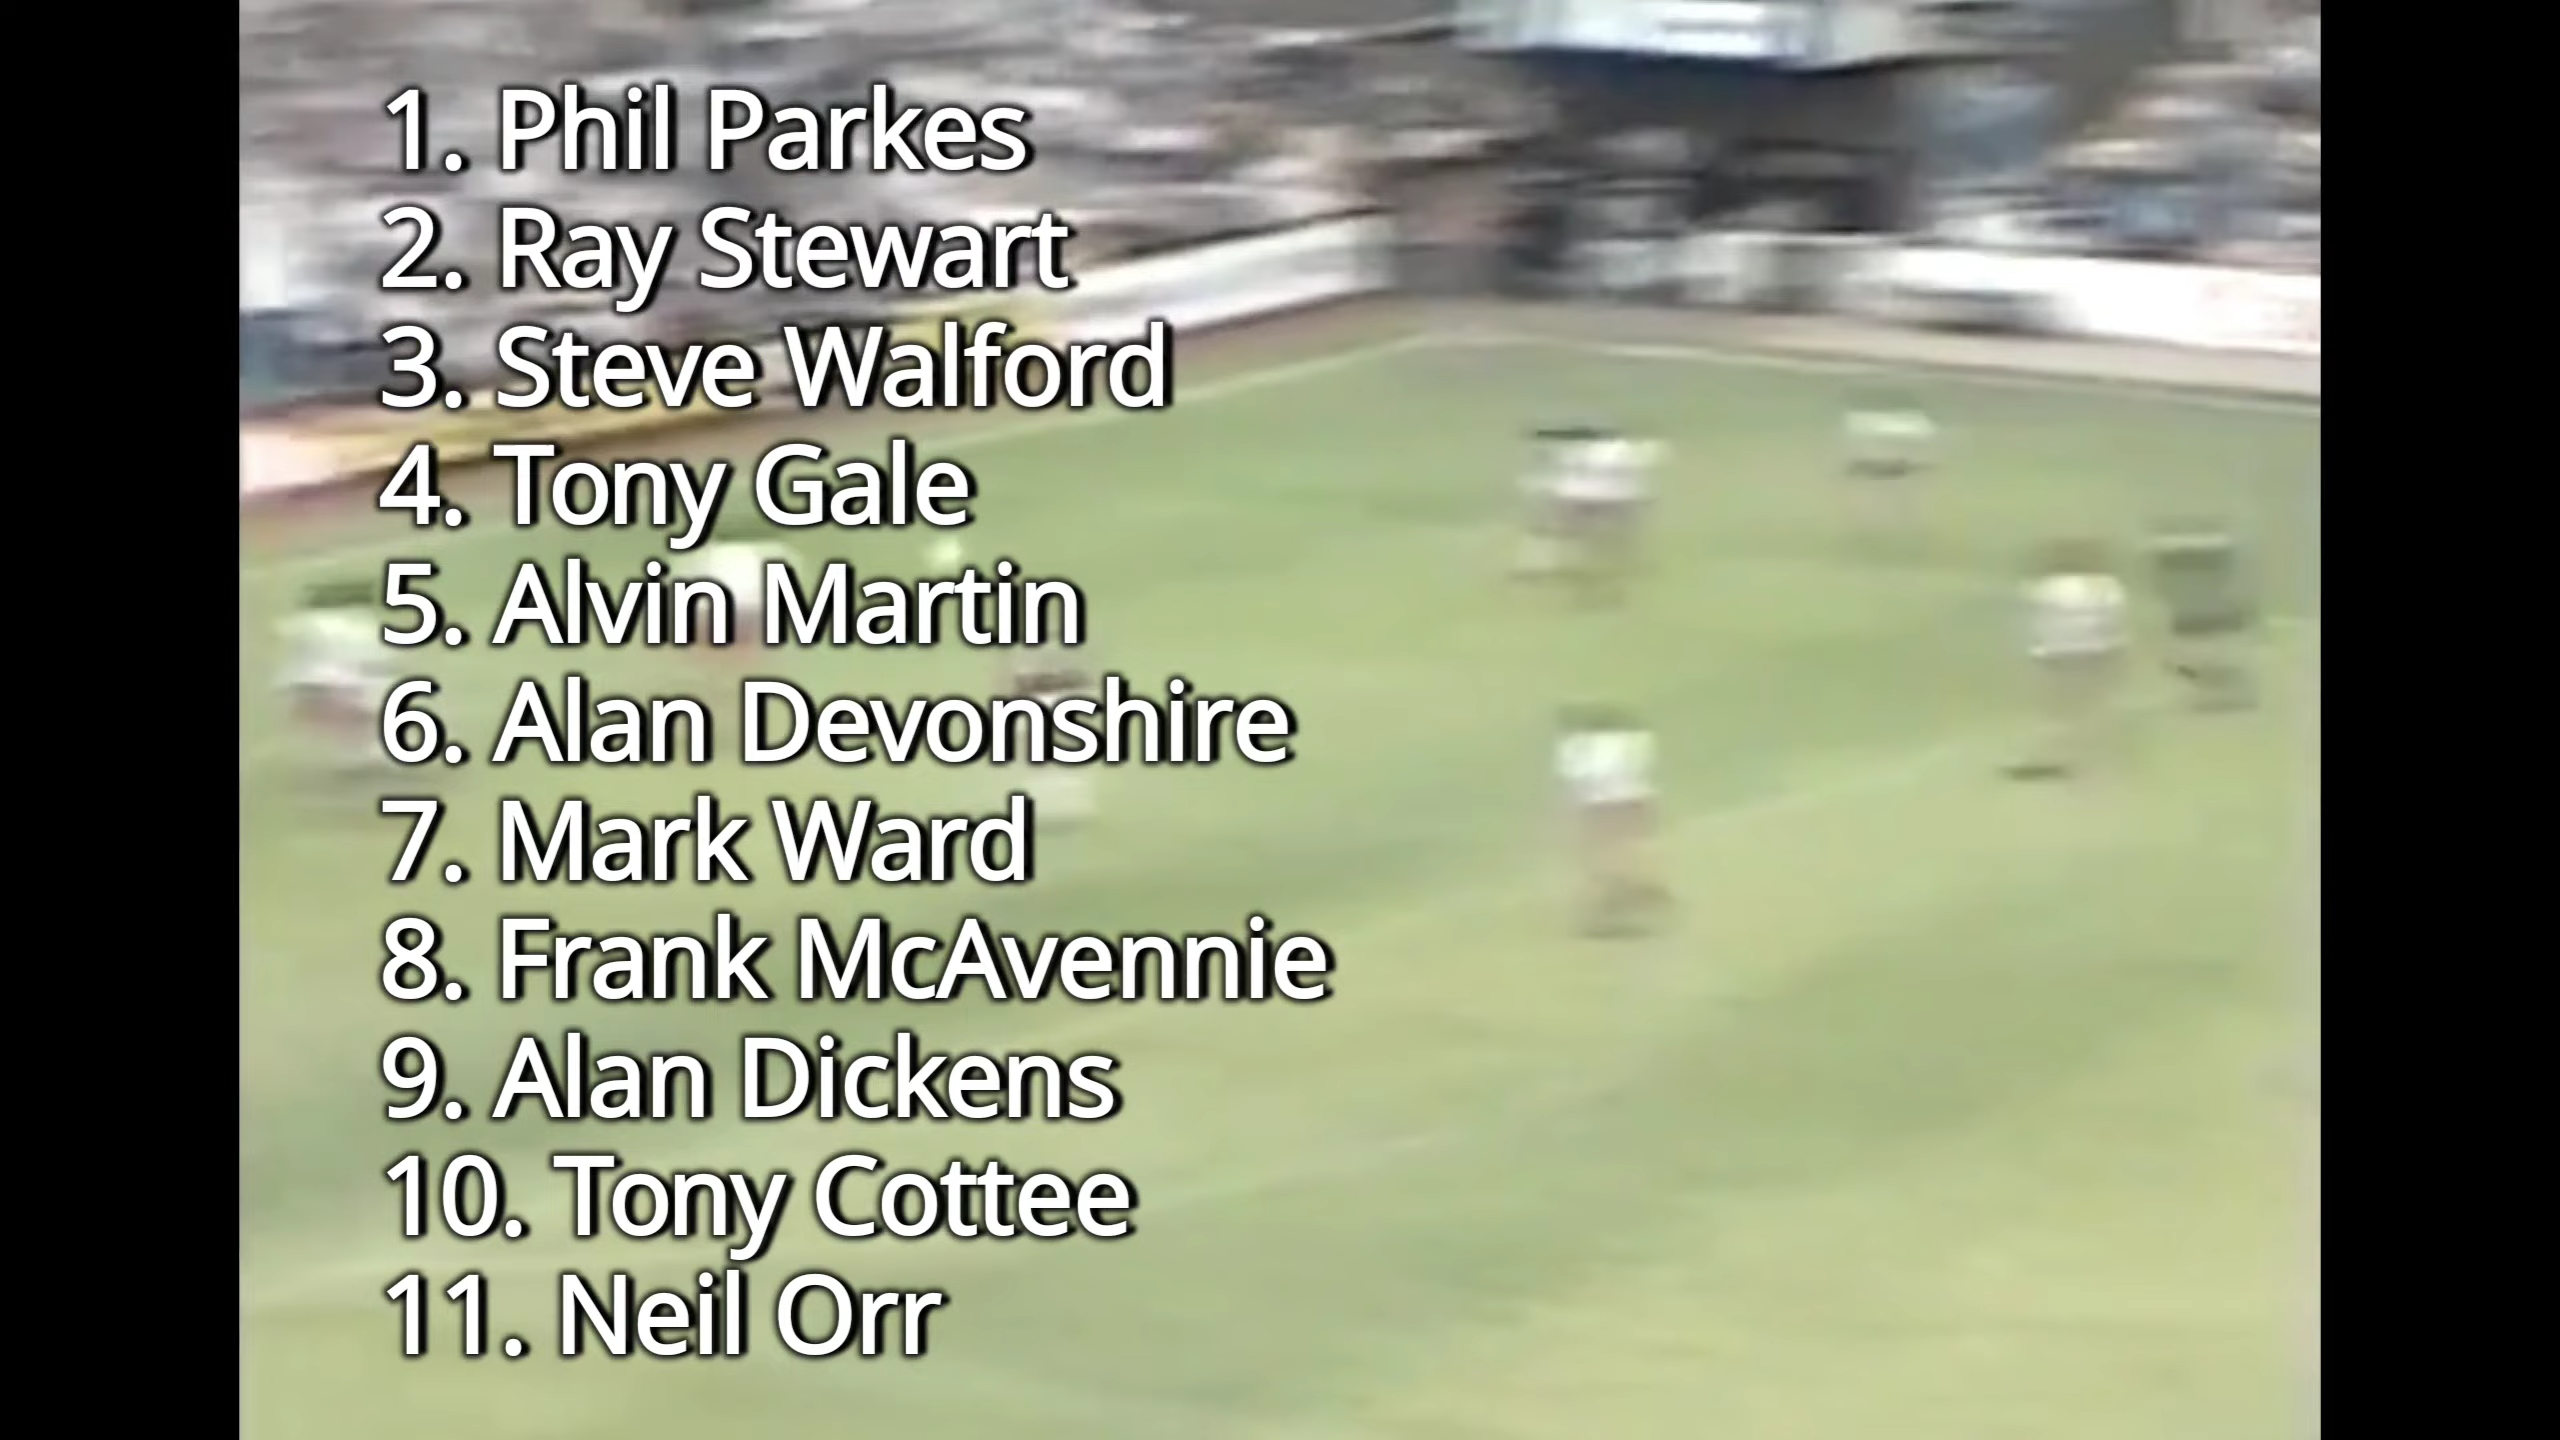 1. Phil Parkes
2. Ray Stewart
3. Steve Walford
4. Tony Gale
5. Alvin Martin
6. Alan Devonshire
7. Mark Ward
8. Frank McAvennie
9. Alan Dickens
10. Tony Cottee
11. Neil Orr